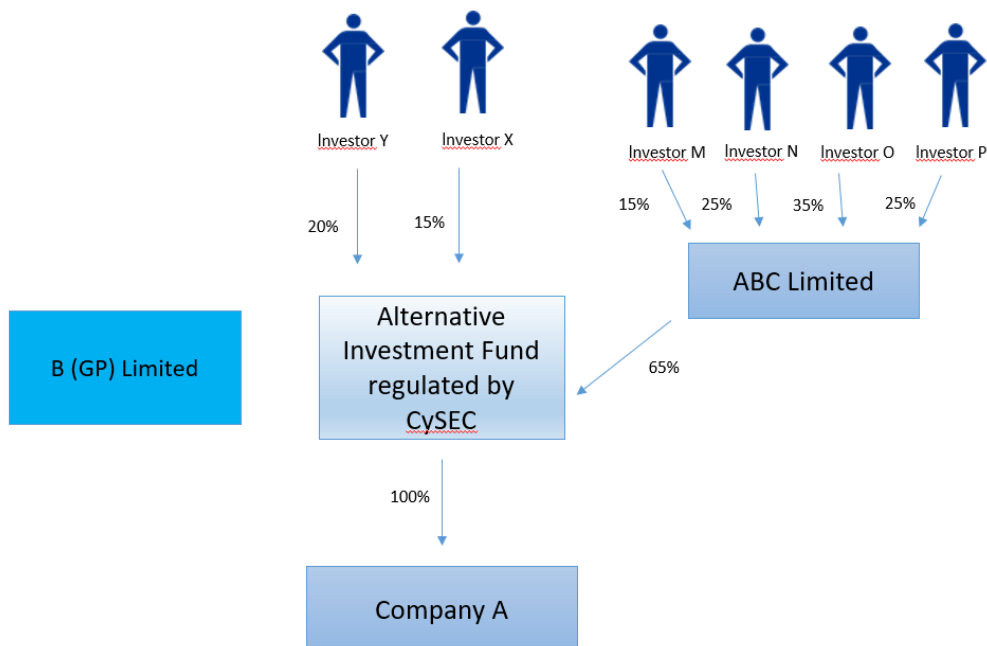 Investor Y
Investor X
Investor M
Investor N
Investor O
Investor P
20%
15%
15%
25%
35%
25%
ABC Limited
B (GP) Limited
Alternative
Investment Fund
regulated by
CySEC
65%
100%
Company A